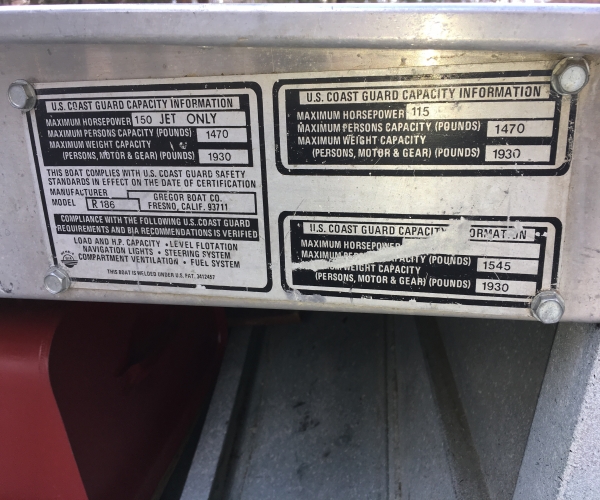 U.S. COAST GUARD CAPACITY INFORMATION
MAXIMUM HORSEPOWER 150 JET ONLY
MAXIMUM PERSONS CAPACITY (POUNDS) 1470
MAXIMUM WEIGHT CAPACITY
(PERSONS, MOTOR & GEAR) (POUNDS) 1930
THIS BOAT COMPLIES WITH U.S. COAST GUARD SAFETY
STANDARDS IN EFFECT ON THE DATE OF CERTIFICATION
MANUFACTURER GREGOR BOAT CO.
MODEL R 186 FRESNO, CALIF. 93711
COMPLIANCE WITH THE FOLLOWING U.S. COAST GUARD
REQUIREMENTS AND BIA RECOMMENDATIONS IS VERIFIED
LOAD AND H.P. CAPACITY • LEVEL FLOTATION
NAVIGATION LIGHTS • STEERING SYSTEM
COMPARTMENT VENTILATION • FUEL SYSTEM
THIS BOAT IS WELDED UNDER U.S. PAT. 3412457
U.S. COAST GUARD CAPACITY INFORMATION
MAXIMUM HORSEPOWER 115
MAXIMUM PERSONS CAPACITY (POUNDS) 1470
MAXIMUM WEIGHT CAPACITY
(PERSONS, MOTOR & GEAR) (POUNDS) 1930
U.S. COAST GUARD CAPACITY INFORMATION
MAXIMUM HORSEPOWER
MAXIMUM CAPACITY (POUNDS) 1545
WEIGHT CAPACITY
(PERSONS, MOTOR & GEAR) (POUNDS) 1930